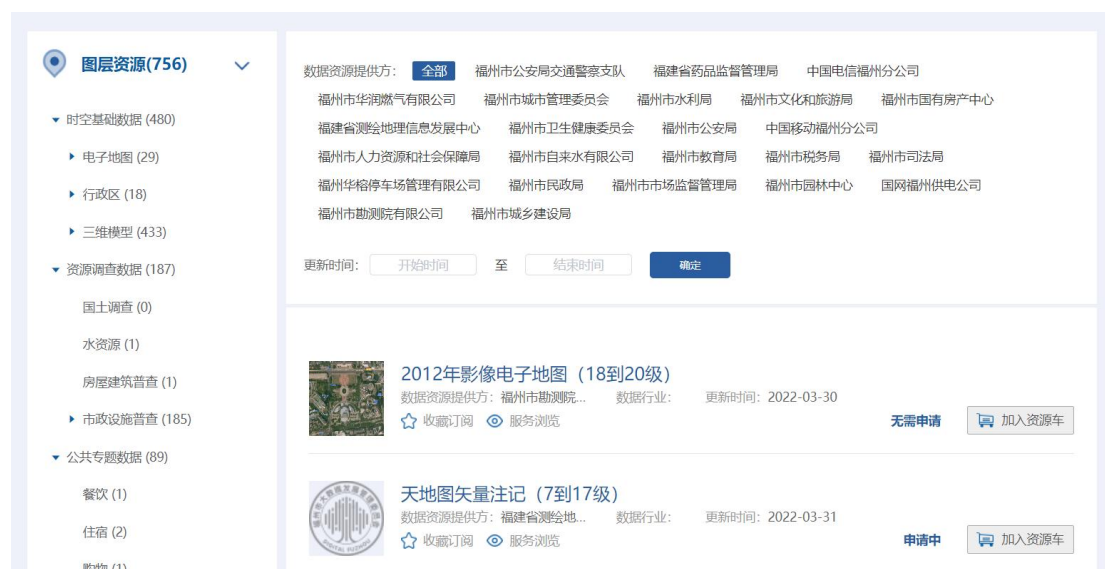 图层资源(756)
时空基础数据 (480)
电子地图 (29)
行政区 (18)
三维模型 (433)
资源调查数据 (187)
国土调查 (0)
水资源 (1)
房屋建筑普查 (1)
市政设施普查 (185)
公共专题数据 (89)
餐饮 (1)
住宿 (2)
购物 (1)
数据资源提供方： 全部 福州市公安局交通警察支队 福建省药品监督管理局 中国电信福州分公司
福州市华润燃气有限公司 福州市城市管理委员会 福州市水利局 福州市文化和旅游局 福州市国有房产中心
福建省测绘地理信息发展中心 福州市卫生健康委员会 福州市公安局 中国移动福州分公司
福州市人力资源和社会保障局 福州市自来水有限公司 福州市教育局 福州市税务局 福州市司法局
福州华榕停车场管理有限公司 福州市民政局 福州市市场监督管理局 福州市园林中心 国网福州供电公司
福州市勘测院有限公司 福州市城乡建设局
更新时间： 开始时间 至 结束时间 确定
2012年影像电子地图（18到20级）
数据资源提供方：福州市勘测院... 数据行业： 更新时间：2022-03-30
收藏订阅 服务浏览 无需申请 加入资源车
天地图矢量注记（7到17级）
数据资源提供方：福建省测绘地... 数据行业： 更新时间：2022-03-31
收藏订阅 服务浏览 申请中 加入资源车